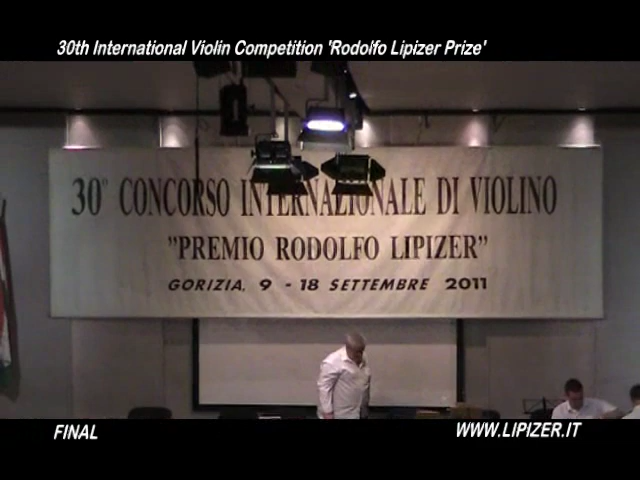 30th International Violin Competition 'Rodolfo Lipizer Prize'
30° CONCORSO INTERNAZIONALE DI VIOLINO
"PREMIO RODOLFO LIPIZER"
GORIZIA, 9 - 18 SETTEMBRE 2011
FINAL
WWW.LIPIZER.IT